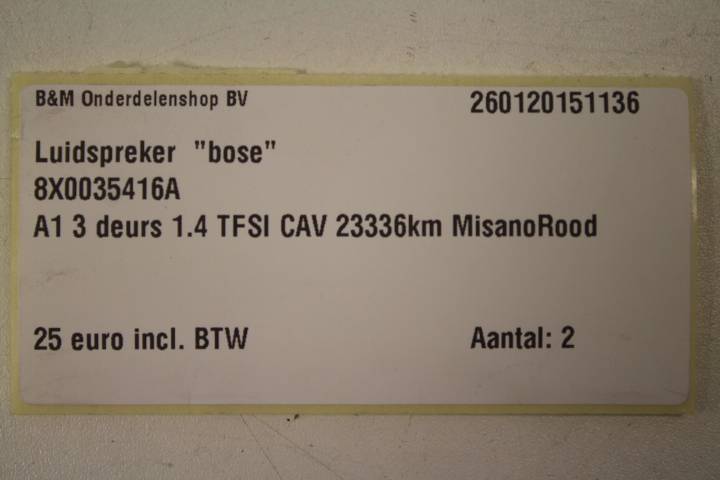 B&M Onderdelenshop BV 260120151136
Luidspreker "bose"
8X0035416A
A1 3 deurs 1.4 TFSI CAV 23336km MisanoRood
25 euro incl. BTW Aantal: 2